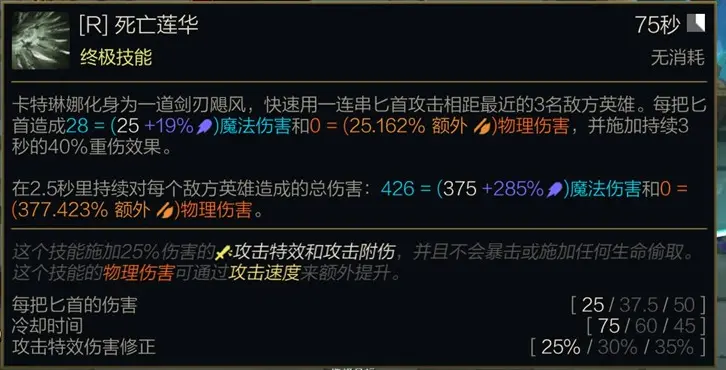 [R] 死亡莲华 75秒
终极技能 无消耗
卡特琳娜化身为一道剑刃飓风，快速用一连串匕首攻击相距最近的3名敌方英雄。每把匕
首造成28 = (25 +19% )魔法伤害和0 = (25.162% 额外 )物理伤害，并施加持续3
秒的40%重伤效果。
在2.5秒里持续对每个敌方英雄造成的总伤害：426 = (375 +285% )魔法伤害和0 =
(377.423% 额外 )物理伤害。
这个技能施加25%伤害的 攻击特效和攻击附伤，并且不会暴击或施加任何生命偷取。
这个技能的物理伤害可通过攻击速度来额外提升。
每把匕首的伤害 [ 25 / 37.5 / 50 ]
冷却时间 [ 75 / 60 / 45 ]
攻击特效伤害修正 [ 25% / 30% / 35% ]